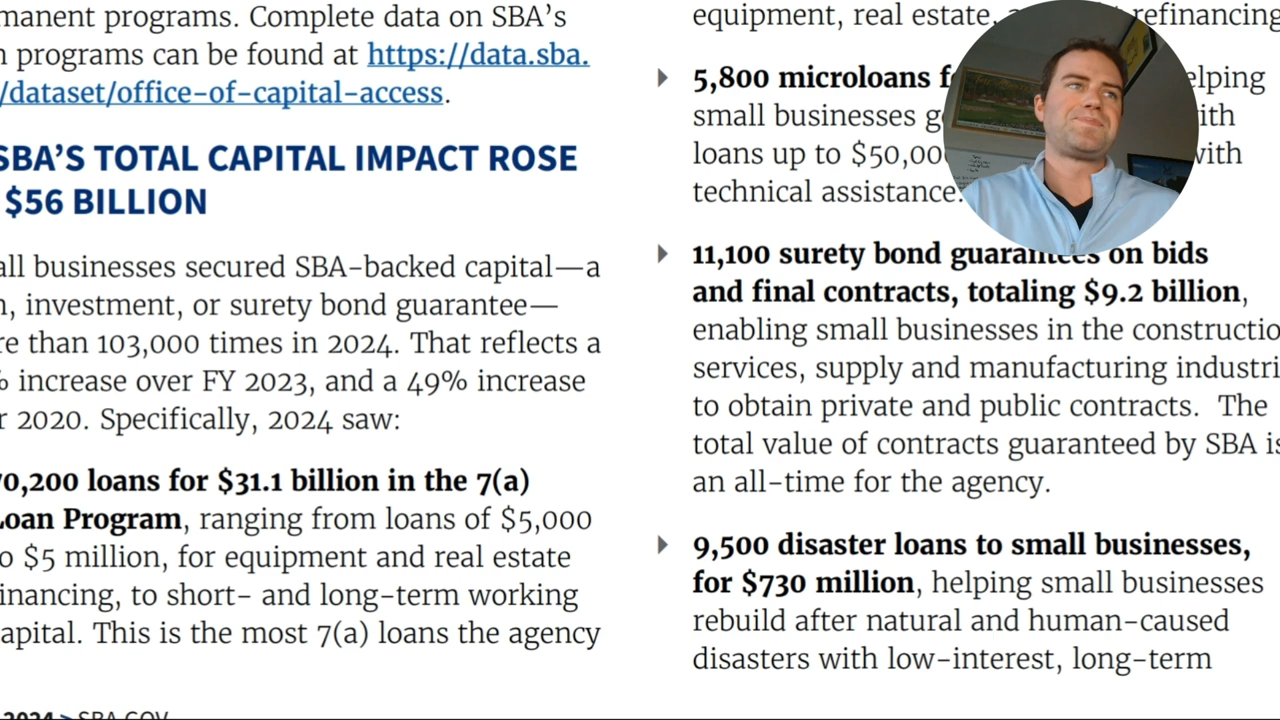 manent programs. Complete data on SBA's
n programs can be found at https://data.sba.
/dataset/office-of-capital-access.
SBA'S TOTAL CAPITAL IMPACT ROSE
$56 BILLION
all businesses secured SBA-backed capital—a
n, investment, or surety bond guarantee—
re than 103,000 times in 2024. That reflects a
% increase over FY 2023, and a 49% increase
r 2020. Specifically, 2024 saw:
70,200 loans for $31.1 billion in the 7(a)
Loan Program, ranging from loans of $5,000
o $5 million, for equipment and real estate
inancing, to short- and long-term working
apital. This is the most 7(a) loans the agency
2024 > SBA.GOV
equipment, real estate, refinancing
5,800 microloans f elping
small businesses g ith
loans up to $50,00 with
technical assistance.
11,100 surety bond guarantees on bids
and final contracts, totaling $9.2 billion,
enabling small businesses in the constructio
services, supply and manufacturing industri
to obtain private and public contracts.  The
total value of contracts guaranteed by SBA is
an all-time for the agency.
9,500 disaster loans to small businesses,
for $730 million, helping small businesses
rebuild after natural and human-caused
disasters with low-interest, long-term